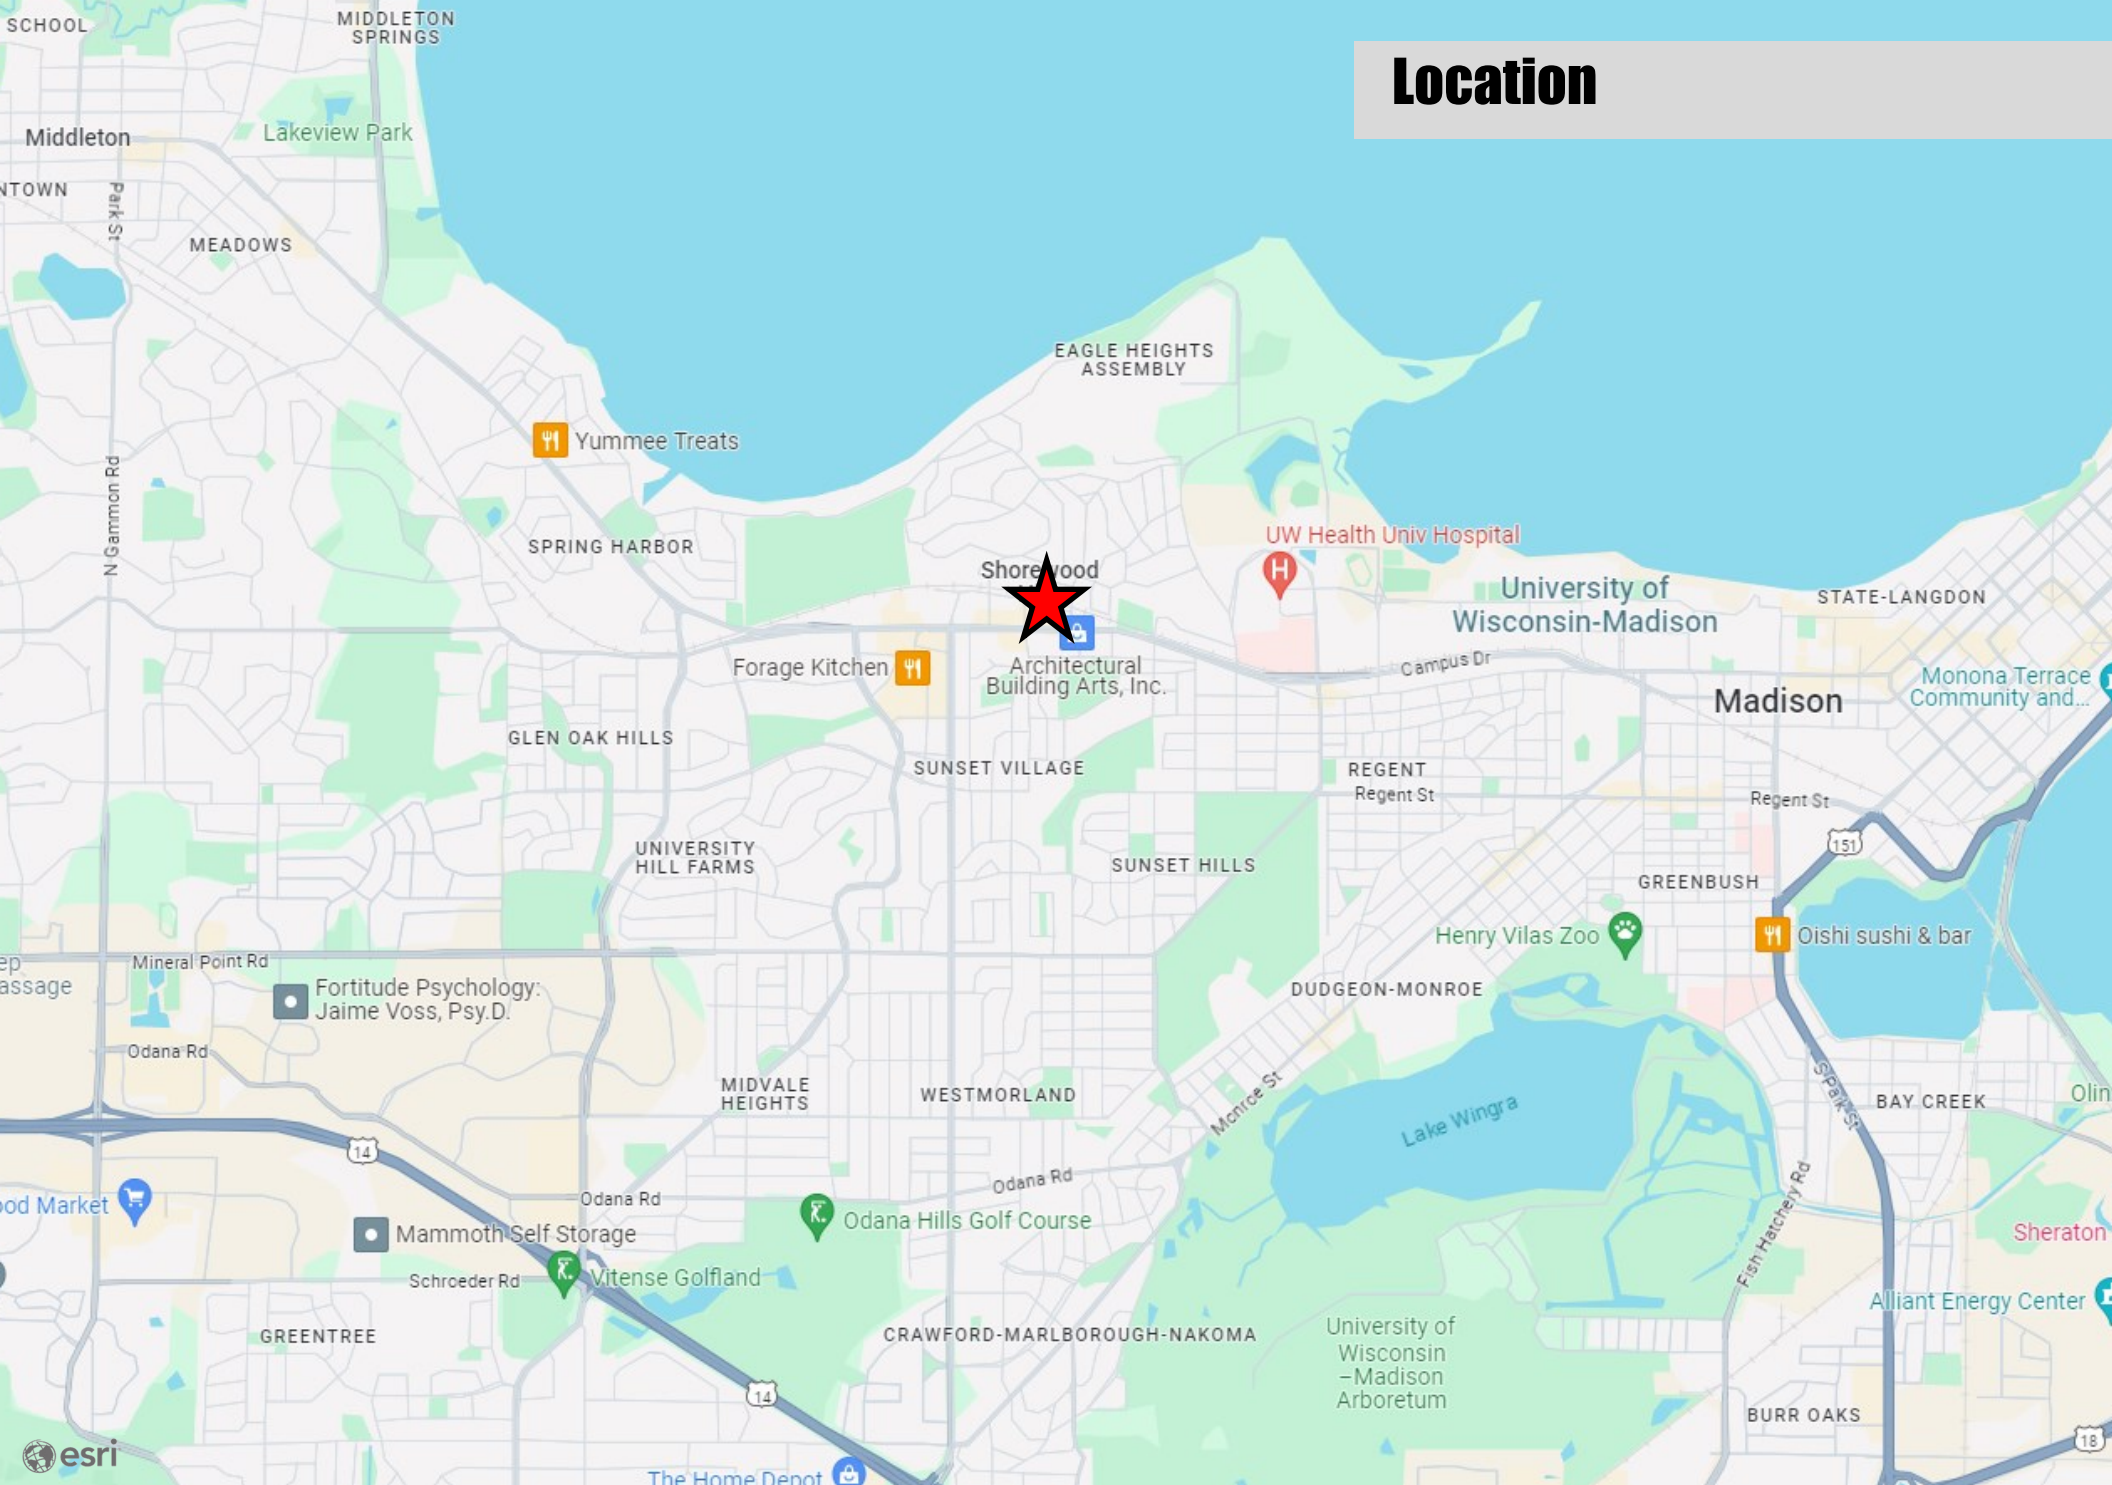 Location
SCHOOL
MIDDLETON
SPRINGS
Middleton
Lakeview Park
NTOWN
Park St
MEADOWS
EAGLE HEIGHTS
ASSEMBLY
Yummee Treats
N Gammon Rd
SPRING HARBOR
Shorewood
UW Health Univ Hospital
H
University of
Wisconsin-Madison
STATE-LANGDON
Forage Kitchen
Architectural
Building Arts, Inc.
Campus Dr
Monona Terrace
Community and...
Madison
GLEN OAK HILLS
SUNSET VILLAGE
REGENT
Regent St
Regent St
151
UNIVERSITY
HILL FARMS
SUNSET HILLS
GREENBUSH
Henry Vilas Zoo
Oishi sushi & bar
ep
assage
Mineral Point Rd
Fortitude Psychology:
Jaime Voss, Psy.D.
DUDGEON-MONROE
Odana Rd
MIDVALE
HEIGHTS
WESTMORLAND
Monroe St
Lake Wingra
S Park St
BAY CREEK
Olin
14
Odana Rd
Odana Rd
ood Market
Mammoth Self Storage
Odana Hills Golf Course
Fish Hatchery Rd
Sheraton
Schroeder Rd
Vitense Golfland
Alliant Energy Center
GREENTREE
CRAWFORD-MARLBOROUGH-NAKOMA
University of
Wisconsin
–Madison
Arboretum
14
BURR OAKS
18
esri
The Home Depot